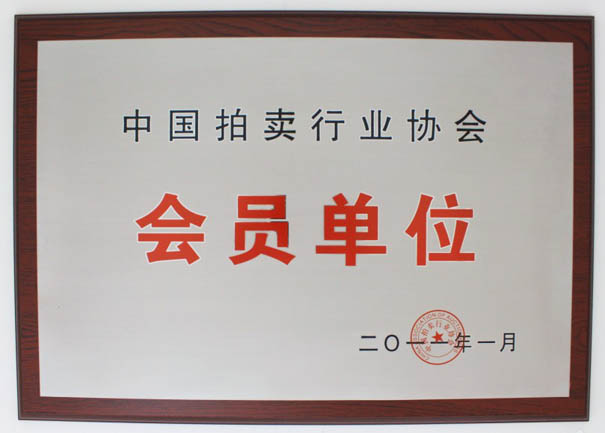 中国拍卖行业协会
会员单位
二〇一一年一月